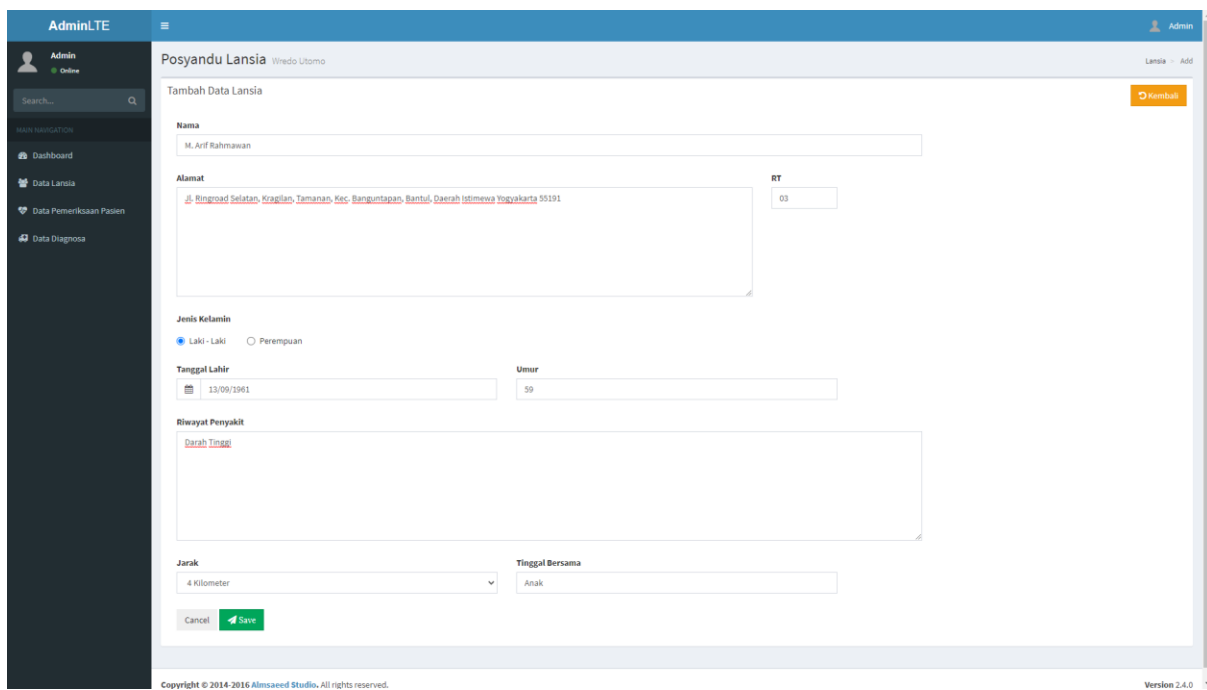 AdminLTE
Admin
Admin
Online
Posyandu Lansia Wredo Utomo
Lansia > Add
Search...
Tambah Data Lansia
Kembali
MAIN NAVIGATION
Dashboard
Data Lansia
Data Pemeriksaan Pasien
Data Diagnosa
Nama
M. Arif Rahmawan
Alamat
RT
Jl. Ringroad Selatan, Kragilan, Tamanan, Kec. Banguntapan, Bantul, Daerah Istimewa Yogyakarta 55191
03
Jenis Kelamin
Laki - Laki
Perempuan
Tanggal Lahir
Umur
13/09/1961
59
Riwayat Penyakit
Darah Tinggi
Jarak
Tinggal Bersama
4 Kilometer
Anak
Cancel
Save
Copyright © 2014-2016 Almsaeed Studio. All rights reserved.
Version 2.4.0